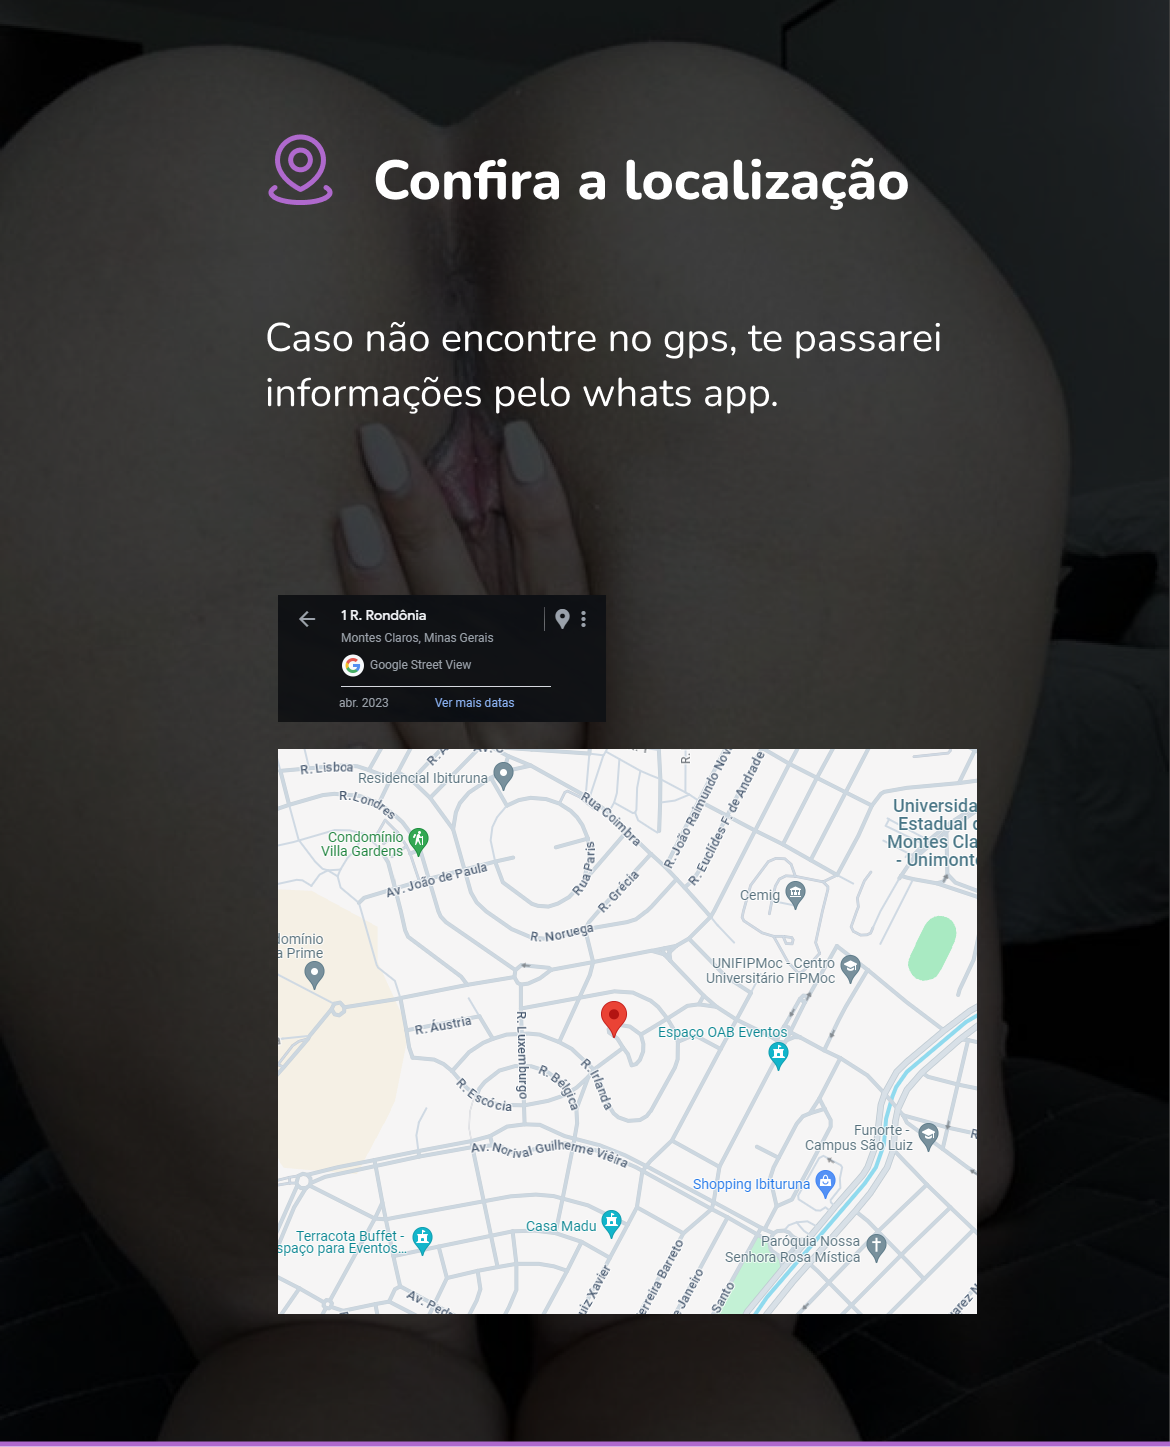 Confira a localização
Caso não encontre no gps, te passarei
informações pelo whats app.
1 R. Rondônia
Montes Claros, Minas Gerais
Google Street View
abr. 2023 Ver mais datas
R. Lisboa
Residencial Ibituruna
R. Londres
Rua Coimbra
R. João Raimundo Nov
R. Euclídes F. de Andrade
Universida
Estadual
Montes Cla
- Unimont
Condomínio
Villa Gardens
Av. João de Paula
Rua Paris
R. Grécia
Cemig
R. Noruega
domínio
a Prime
UNIFIPMoc - Centro
Universitário FIPMoc
R. Áustria
R. Luxemburgo
Espaço OAB Eventos
R. Escócia
R. Bélgica
R. Irlanda
Funorte -
Campus São Luiz
Av. Norival Guilherme Viêira
Shopping Ibituruna
Casa Madu
Terracota Buffet -
spaço para Eventos...
Paróquia Nossa
Senhora Rosa Mística
uiz Xavier
erreira Barreto
e Janeiro
Santo
Av. Ped